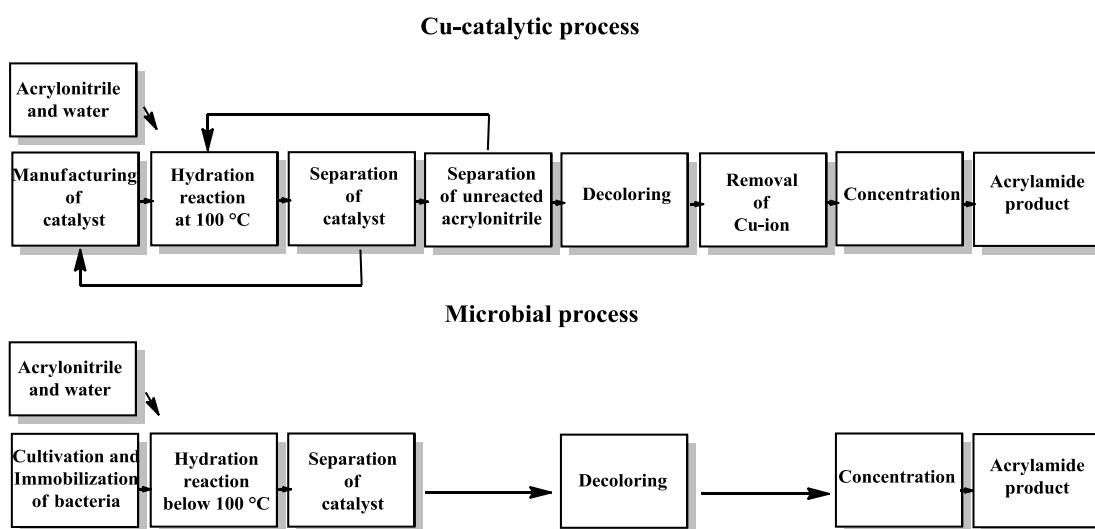 Cu-catalytic process
Acrylonitrile
and water
Manufacturing
of
catalyst
Hydration
reaction
at 100 °C
Separation
of
catalyst
Separation
of unreacted
acrylonitrile
Decoloring
Removal
of
Cu-ion
Concentration
Acrylamide
product
Microbial process
Acrylonitrile
and water
Cultivation and
Immobilization
of bacteria
Hydration
reaction
below 100 °C
Separation
of
catalyst
Decoloring
Concentration
Acrylamide
product